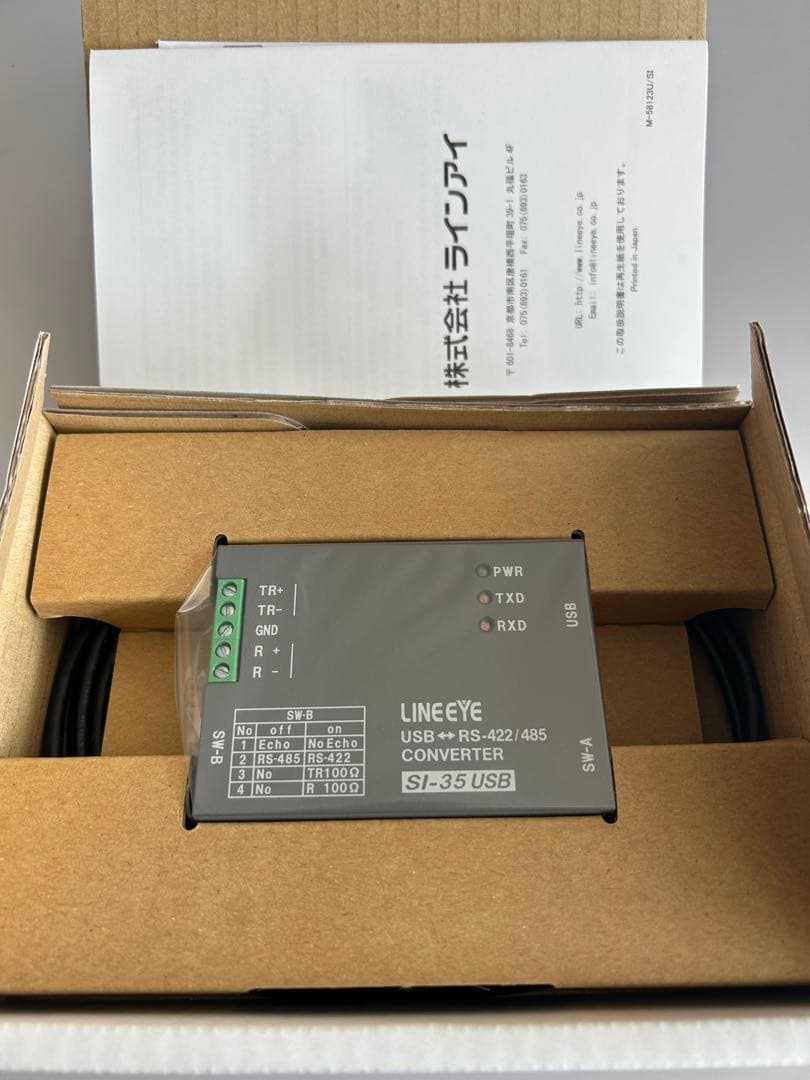 株式会社 ラインアイ
〒601-8468 京都市南区唐橋西平垣町 39-1 丸福ビル 4F
Tel: 075(693)0161 Fax: 075(693)0163
URL: http://www.lineeye.co.jp
Email: info@lineeye.co.jp
この取扱説明書は再生紙を使用しております。
Printed in Japan
M-58123U/SI
TR+
TR-
GND
R +
R -
PWR
TXD
RXD
USB
SW-B
SW-B
No off on
1 Echo No Echo
2 RS-485 RS-422
3 No TR100Ω
4 No R 100Ω
LINEEYE
USB ↔ RS-422/485
CONVERTER
SI-35 USB
SW-A